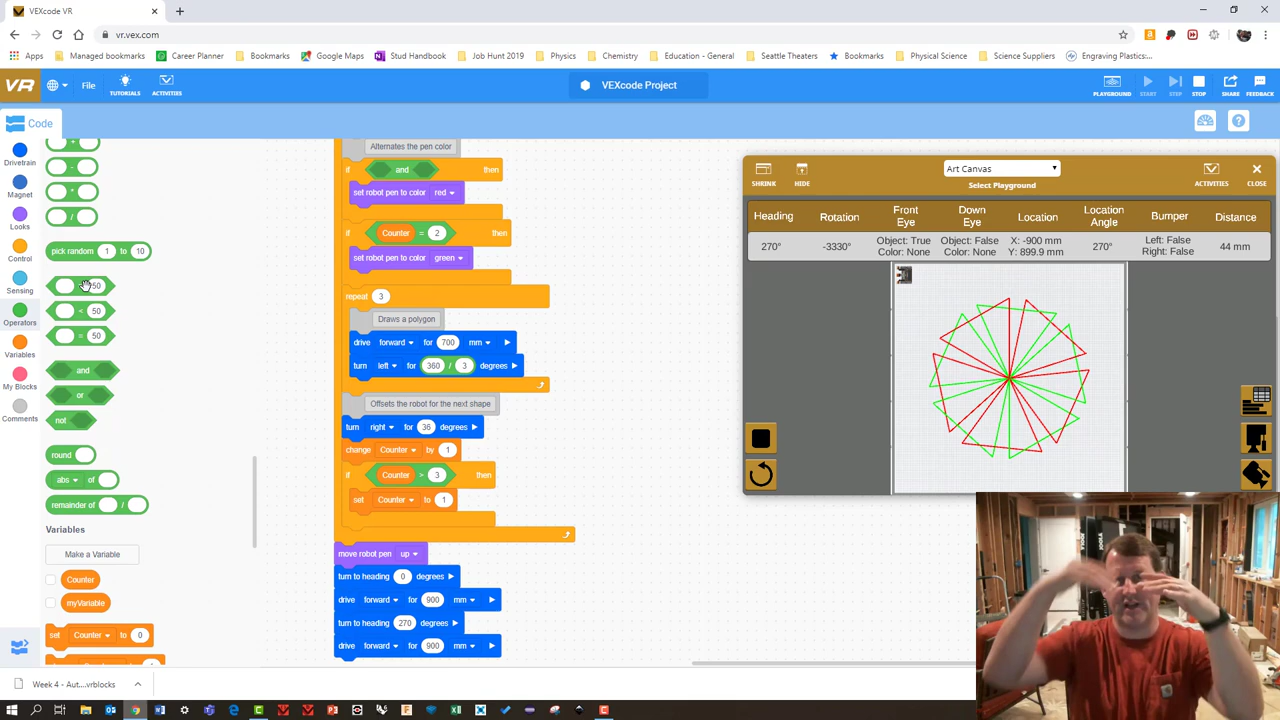 VEXcode VR
vr.vex.com
Apps Managed bookmarks Career Planner Bookmarks Google Maps Stud Handbook Job Hunt 2019 Physics Chemistry Education - General Seattle Theaters Bookmarks Physical Science Science Suppliers Engraving Plastics:...
VR File TUTORIALS ACTIVITIES VEXcode Project PLAYGROUND START STEP STOP SHARE FEEDBACK
Code
Drivetrain
Magnet
Looks
Control
Sensing
Operators
Variables
My Blocks
Comments
+
-
*
/
pick random 1 to 10
50
< 50
= 50
and
or
not
round
abs of
remainder of /
Variables
Make a Variable
Counter
myVariable
set Counter to 0
Alternates the pen color
if and then
set robot pen to color red
if Counter = 2 then
set robot pen to color green
repeat 3
Draws a polygon
drive forward for 700 mm
turn left for 360 / 3 degrees
Offsets the robot for the next shape
turn right for 36 degrees
change Counter by 1
if Counter > 3 then
set Counter to 1
move robot pen up
turn to heading 0 degrees
drive forward for 900 mm
turn to heading 270 degrees
drive forward for 900 mm
SHRINK HIDE Art Canvas ACTIVITIES CLOSE
Select Playground
Heading Rotation Front Eye Down Eye Location Location Angle Bumper Distance
270° -3330° Object: True Color: None Object: False Color: None X: -900 mm Y: 899.9 mm 270° Left: False Right: False 44 mm
Week 4 - Aut....vrblocks